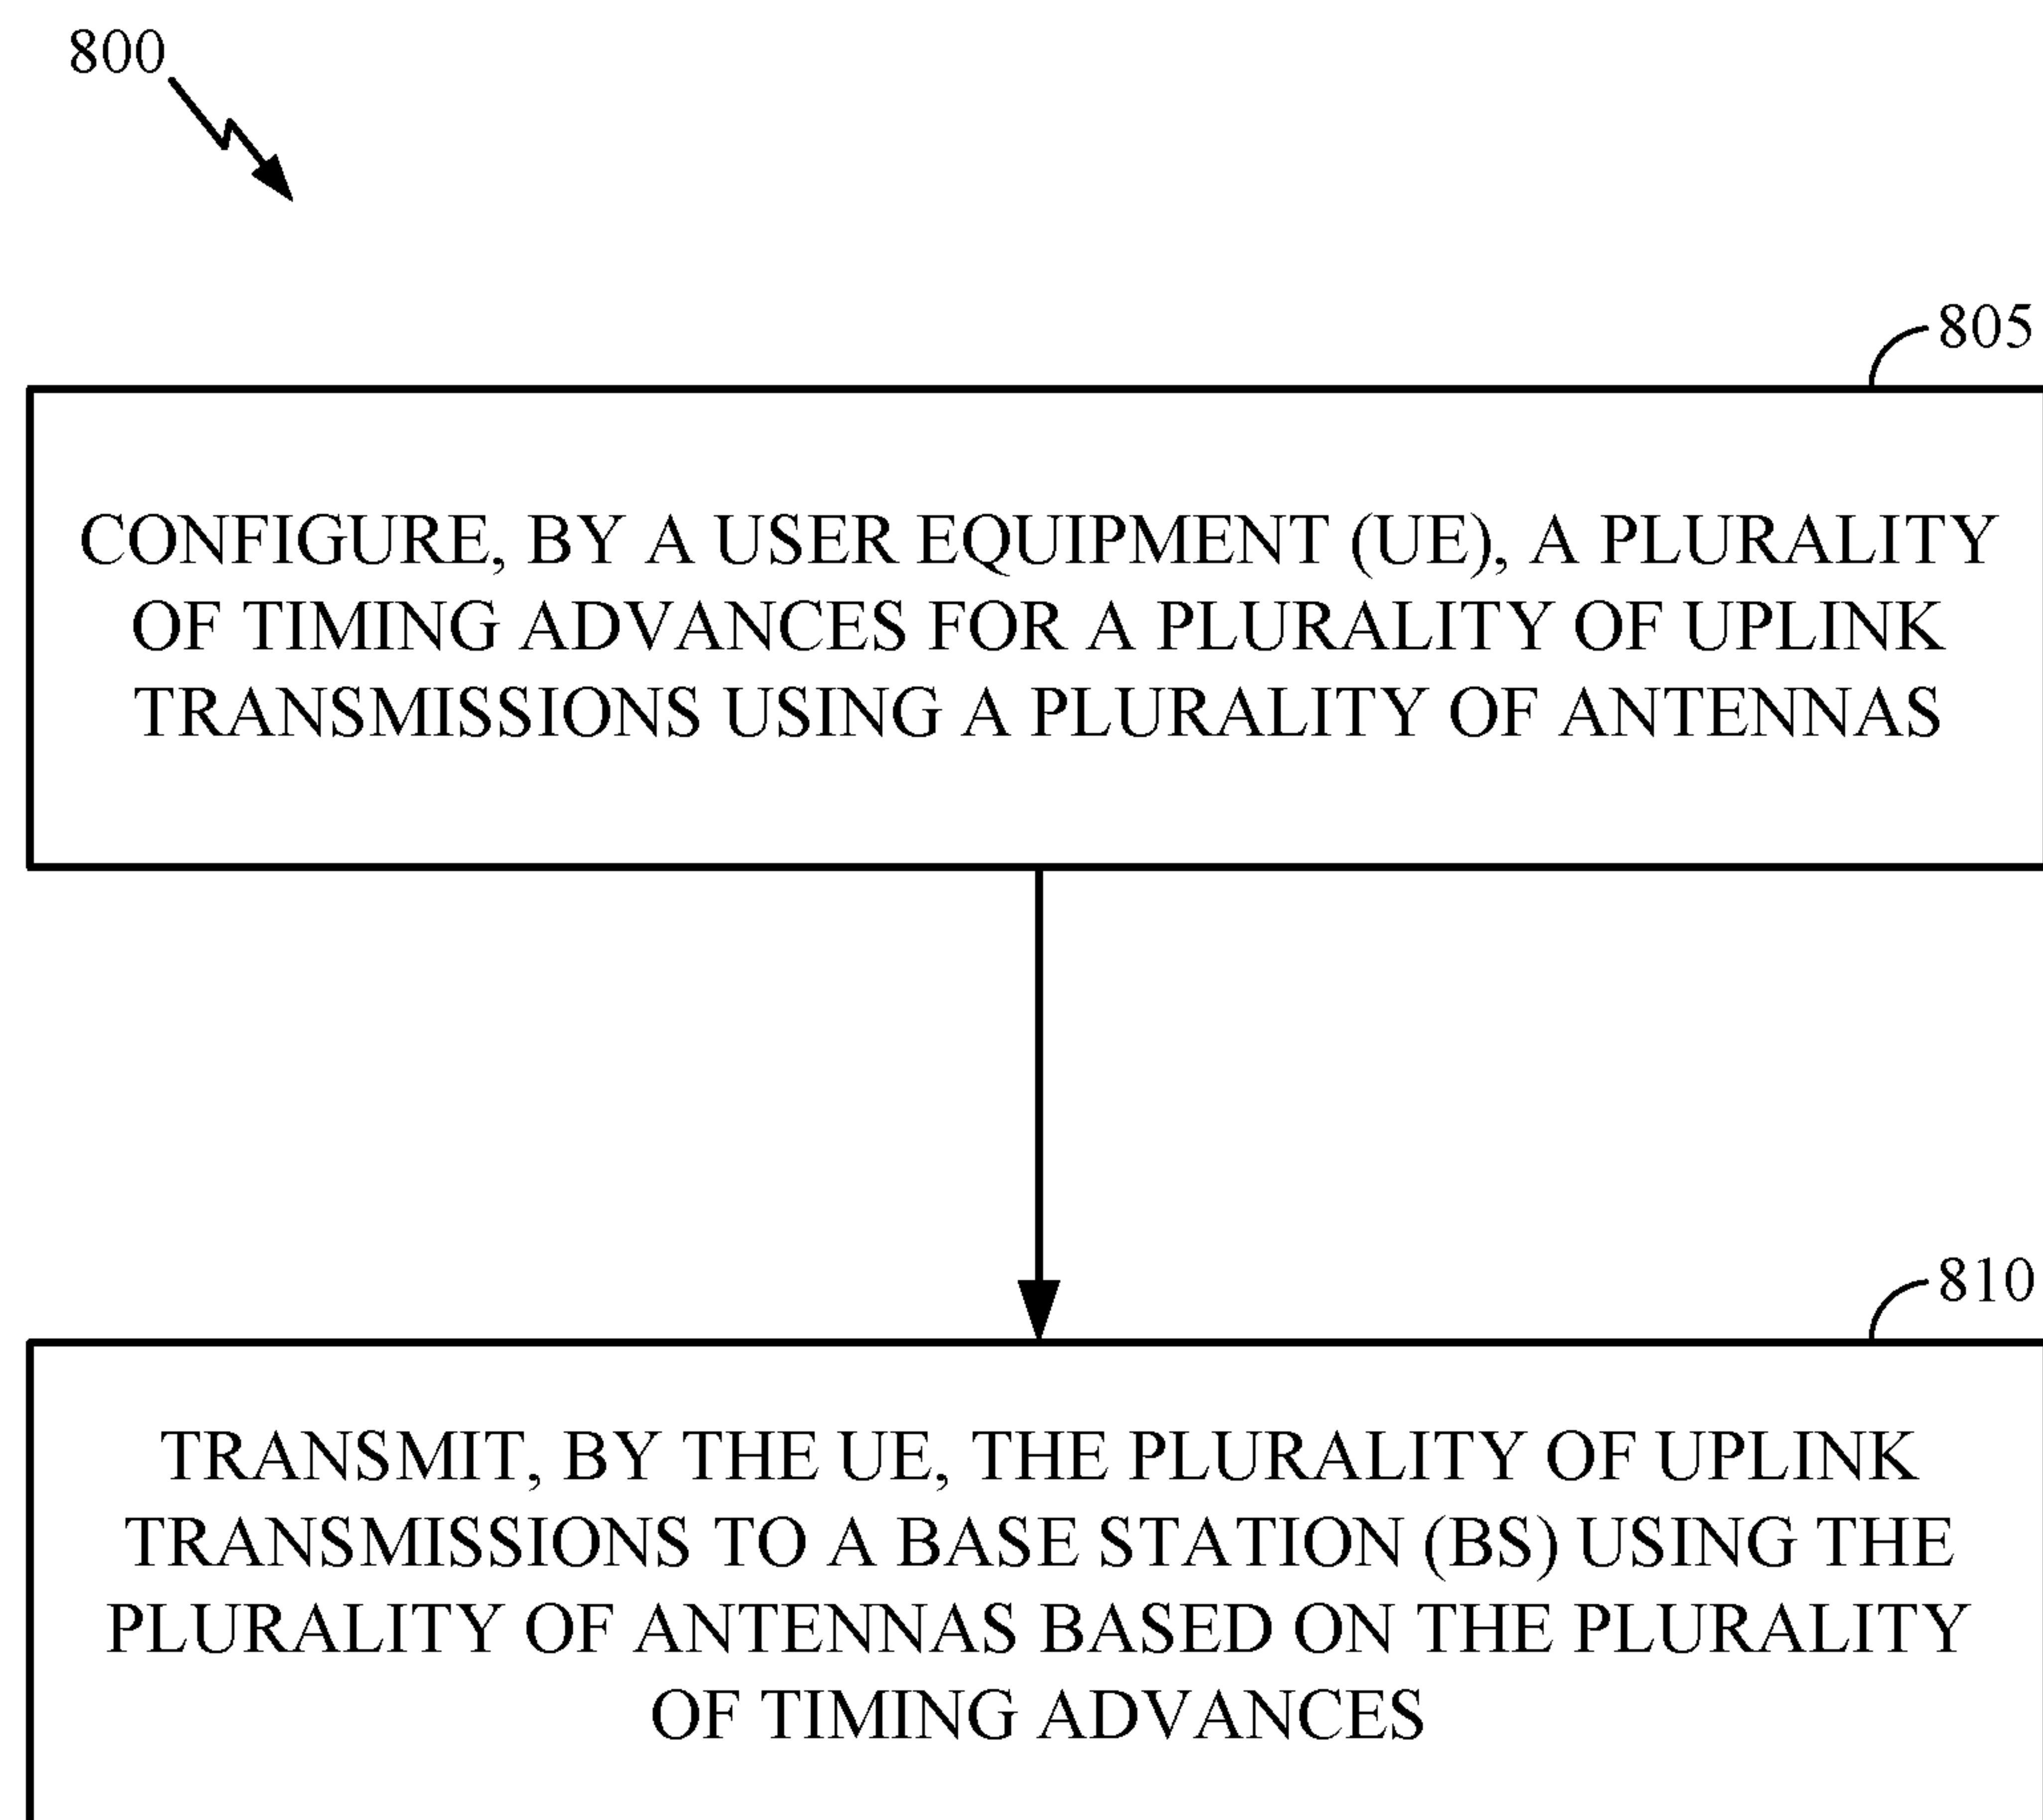 800
805
CONFIGURE, BY A USER EQUIPMENT (UE), A PLURALITY
OF TIMING ADVANCES FOR A PLURALITY OF UPLINK
TRANSMISSIONS USING A PLURALITY OF ANTENNAS
810
TRANSMIT, BY THE UE, THE PLURALITY OF UPLINK
TRANSMISSIONS TO A BASE STATION (BS) USING THE
PLURALITY OF ANTENNAS BASED ON THE PLURALITY
OF TIMING ADVANCES